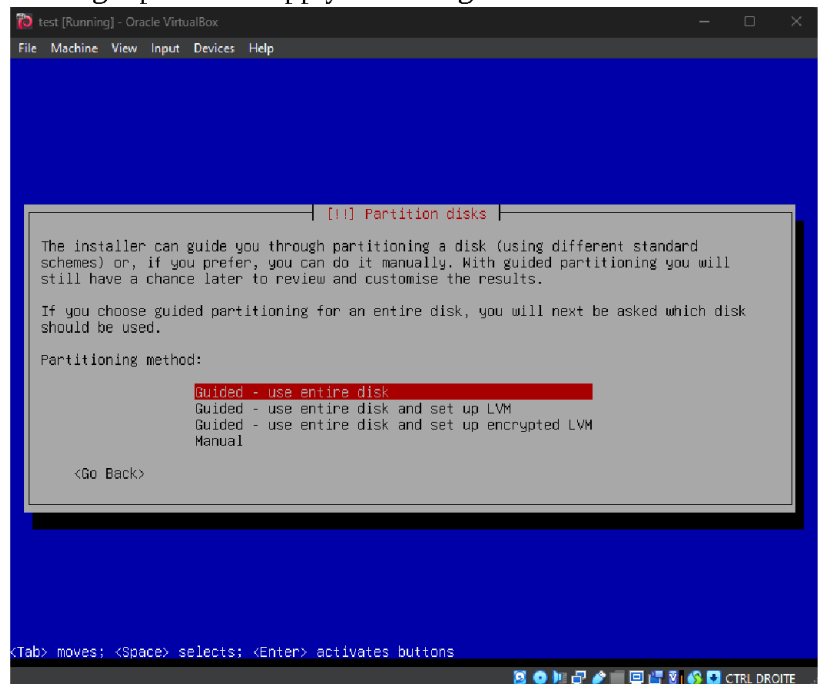 test [Running] - Oracle VirtualBox
File Machine View Input Devices Help
[!!] Partition disks
The installer can guide you through partitioning a disk (using different standard
schemes) or, if you prefer, you can do it manually. With guided partitioning you will
still have a chance later to review and customise the results.
If you choose guided partitioning for an entire disk, you will next be asked which disk
should be used.
Partitioning method:
Guided - use entire disk
Guided - use entire disk and set up LVM
Guided - use entire disk and set up encrypted LVM
Manual
<Go Back>
<Tab> moves; <Space> selects; <Enter> activates buttons
CTRL DROITE